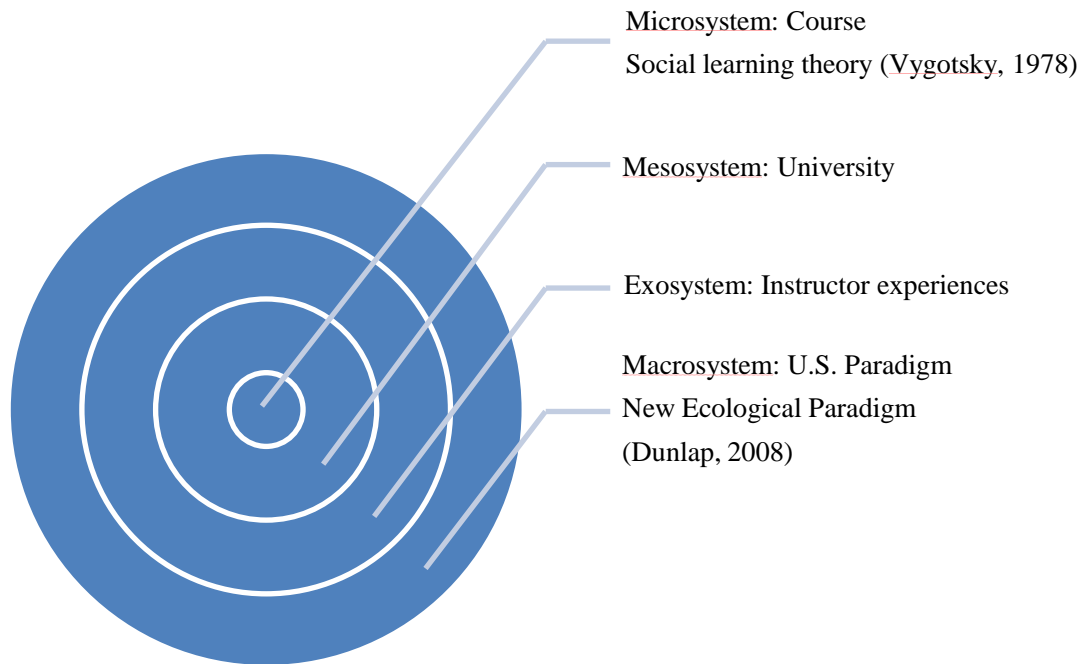 Microsystem: Course
Social learning theory (Vygotsky, 1978)
Mesosystem: University
Exosystem: Instructor experiences
Macrosystem: U.S. Paradigm
New Ecological Paradigm
(Dunlap, 2008)